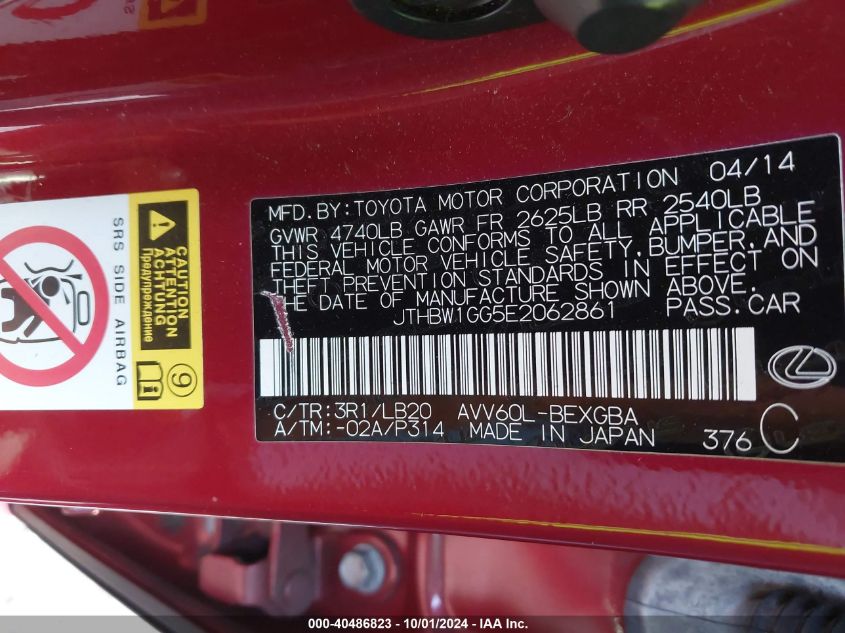 MFD. BY: TOYOTA MOTOR CORPORATION 04/14
GVWR 4740LB GAWR FR 2625LB RR 2540LB
THIS VEHICLE CONFORMS TO ALL APPLICABLE
FEDERAL MOTOR VEHICLE SAFETY, BUMPER, AND
THEFT PREVENTION STANDARDS IN EFFECT ON
THE DATE OF MANUFACTURE SHOWN ABOVE.
JTHBW1GG5E2062861 PASS. CAR
C/TR: 3R1/LB20 AVV60L-BEXGBA
A/TM: -02A/P314 MADE IN JAPAN 376 C
SRS SIDE AIRBAG
CAUTION
ATTENTION
Предупреждение
9
000-40486823 - 10/01/2024 - IAA Inc.